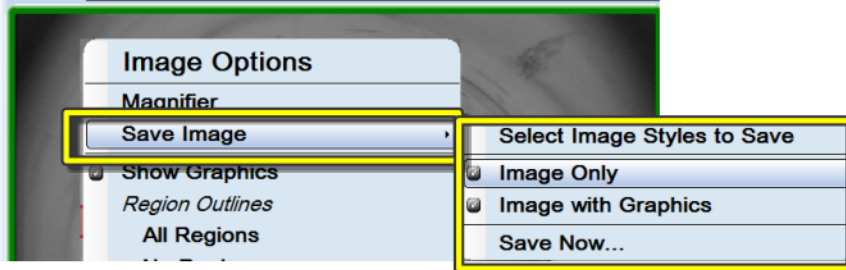 Image Options
Magnifier
Save Image
Show Graphics
Region Outlines
All Regions
Select Image Styles to Save
Image Only
Image with Graphics
Save Now...